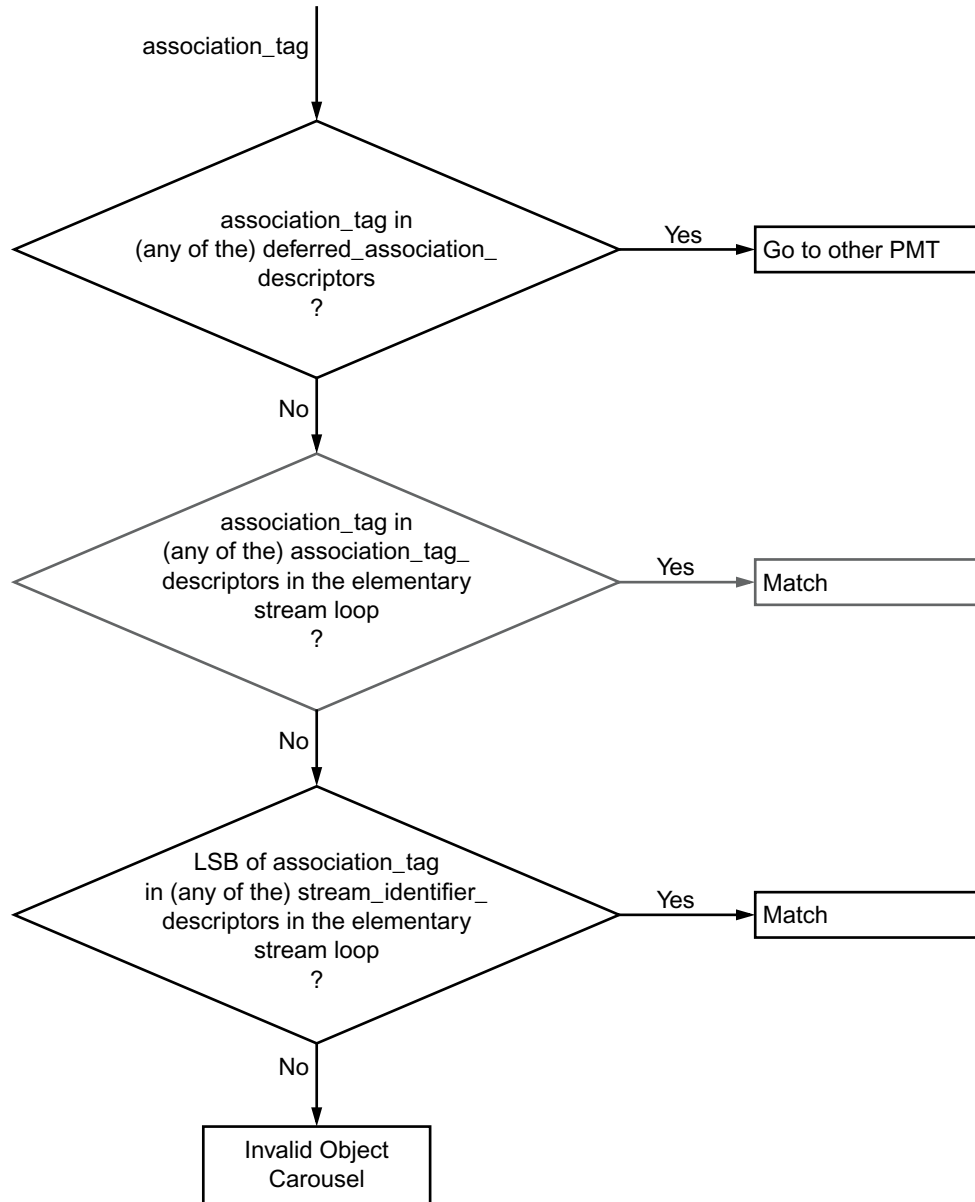 association_tag
association_tag in
(any of the) deferred_association_
descriptors
?
Yes
Go to other PMT
No
association_tag in
(any of the) association_tag_
descriptors in the elementary
stream loop
?
Yes
Match
No
LSB of association_tag
in (any of the) stream_identifier_
descriptors in the elementary
stream loop
?
Yes
Match
No
Invalid Object
Carousel